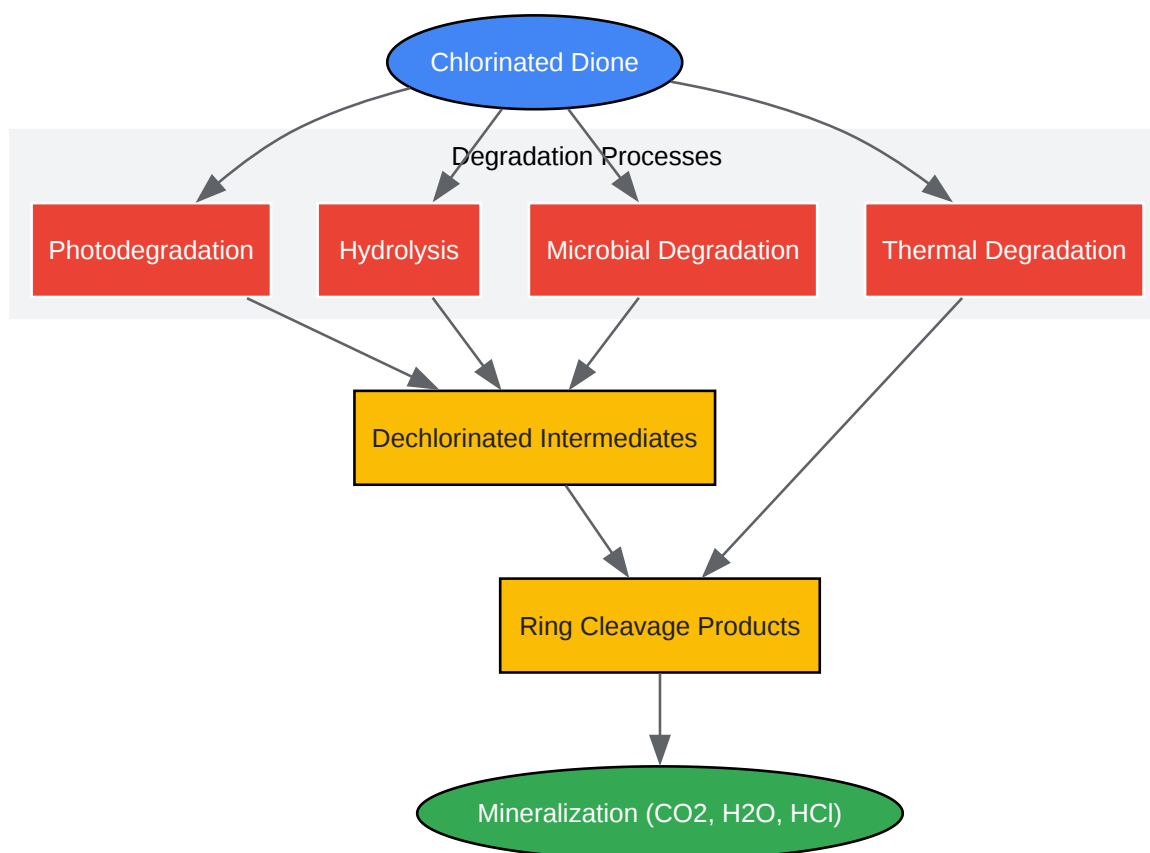 Chlorinated Dione
Degradation Processes
Photodegradation
Hydrolysis
Microbial Degradation
Thermal Degradation
Dechlorinated Intermediates
Ring Cleavage Products
Mineralization (CO2, H2O, HCl)